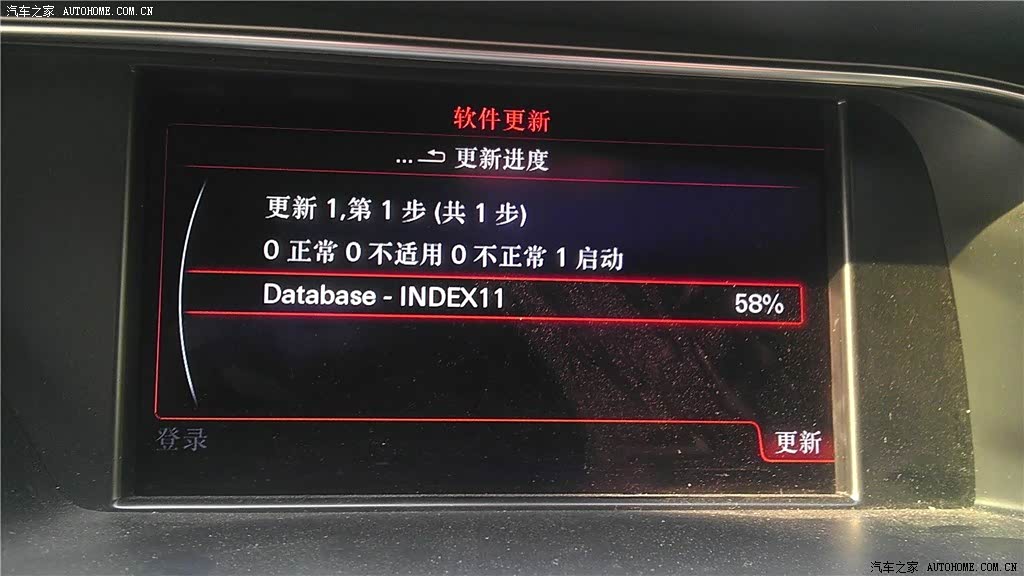 汽车之家 AUTOHOME.COM.CN
软件更新
... 更新进度
更新 1,第 1 步 (共 1 步)
0 正常 0 不适用 0 不正常 1 启动
Database - INDEX11 58%
登录 更新
汽车之家 AUTOHOME.COM.CN